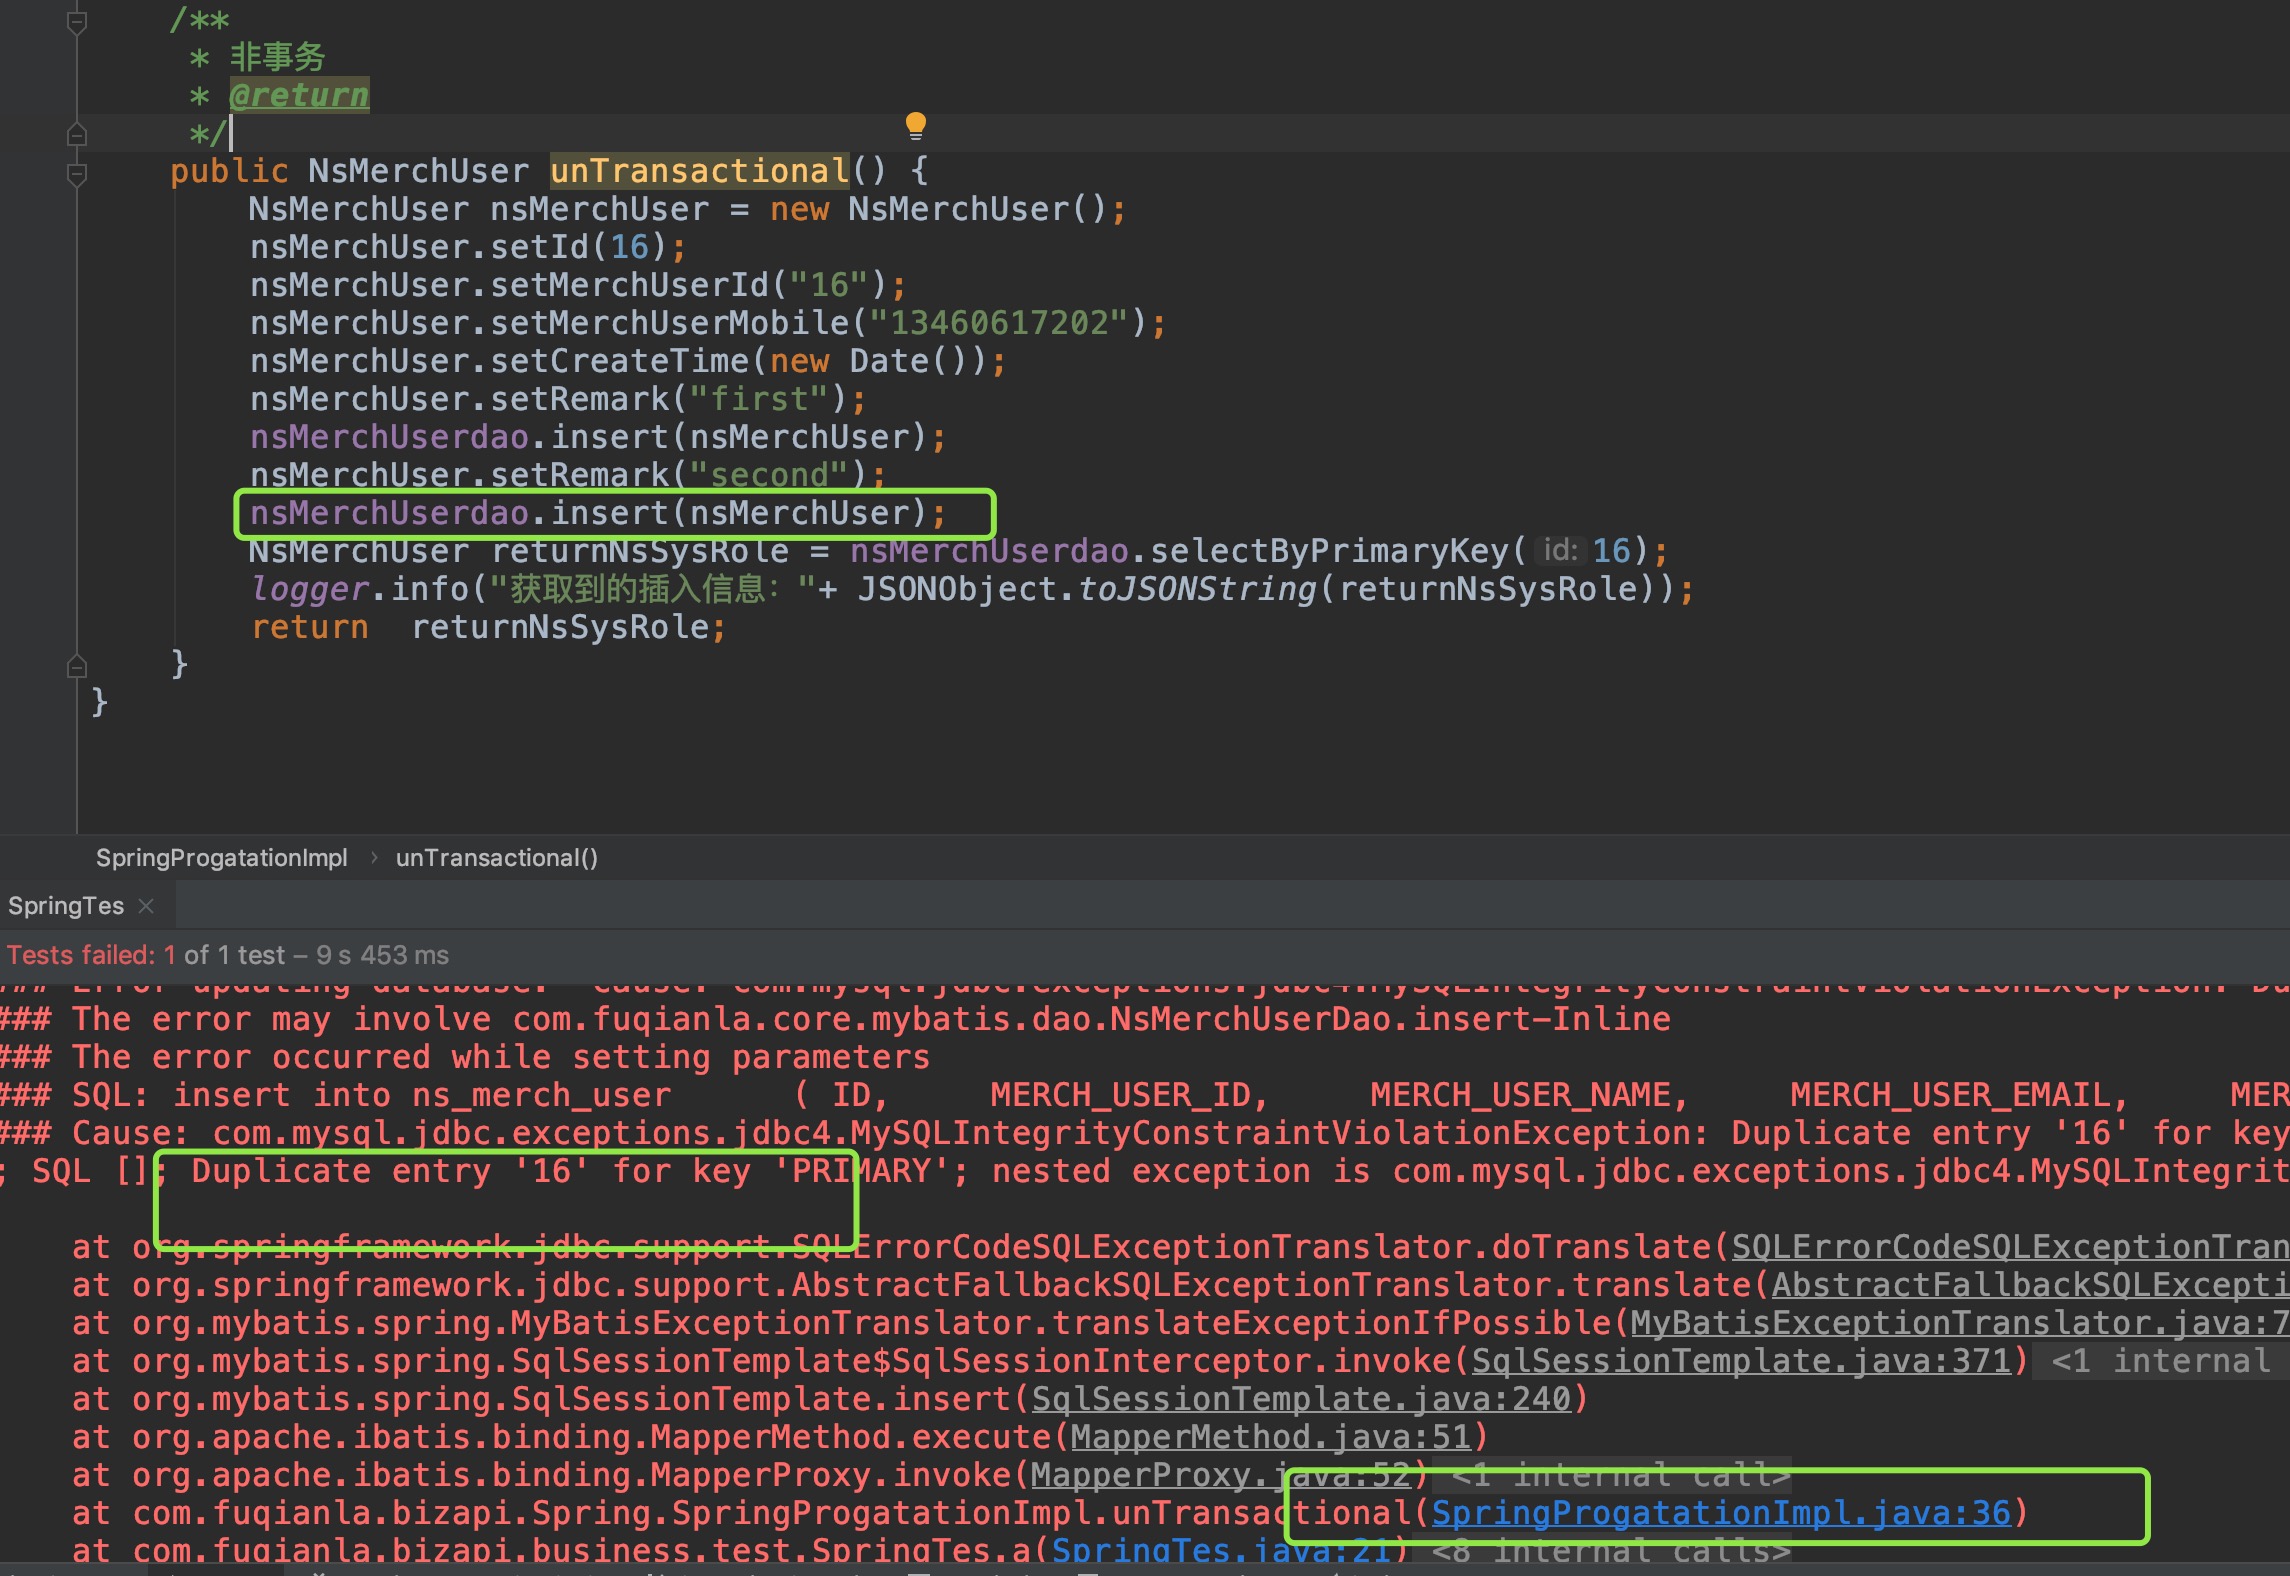 /**
* 非事务
* @return
*/
public NsMerchUser unTransactional() {
NsMerchUser nsMerchUser = new NsMerchUser();
nsMerchUser.setId(16);
nsMerchUser.setMerchUserId("16");
nsMerchUser.setMerchUserMobile("13460617202");
nsMerchUser.setCreateTime(new Date());
nsMerchUser.setRemark("first");
nsMerchUserdao.insert(nsMerchUser);
nsMerchUser.setRemark("second");
nsMerchUserdao.insert(nsMerchUser);
NsMerchUser returnNsSysRole = nsMerchUserdao.selectByPrimaryKey( id: 16);
logger.info("获取到的插入信息："+ JSONObject.toJSONString(returnNsSysRole));
return returnNsSysRole;
}
}
SpringProgatationImpl › unTransactional()
SpringTes ×
Tests failed: 1 of 1 test – 9 s 453 ms
### Error updating database. Cause: com.mysql.jdbc.exceptions.jdbc4.MySQLIntegrityConstraintViolationException: Du
### The error may involve com.fuqianla.core.mybatis.dao.NsMerchUserDao.insert-Inline
### The error occurred while setting parameters
### SQL: insert into ns_merch_user ( ID, MERCH_USER_ID, MERCH_USER_NAME, MERCH_USER_EMAIL, MER
### Cause: com.mysql.jdbc.exceptions.jdbc4.MySQLIntegrityConstraintViolationException: Duplicate entry '16' for key
; SQL []; Duplicate entry '16' for key 'PRIMARY'; nested exception is com.mysql.jdbc.exceptions.jdbc4.MySQLIntegrit
at org.springframework.jdbc.support.SQLErrorCodeSQLExceptionTranslator.doTranslate(SQLErrorCodeSQLExceptionTran
at org.springframework.jdbc.support.AbstractFallbackSQLExceptionTranslator.translate(AbstractFallbackSQLExcepti
at org.mybatis.spring.MyBatisExceptionTranslator.translateExceptionIfPossible(MyBatisExceptionTranslator.java:7
at org.mybatis.spring.SqlSessionTemplate$SqlSessionInterceptor.invoke(SqlSessionTemplate.java:371) <1 internal
at org.mybatis.spring.SqlSessionTemplate.insert(SqlSessionTemplate.java:240)
at org.apache.ibatis.binding.MapperMethod.execute(MapperMethod.java:51)
at org.apache.ibatis.binding.MapperProxy.invoke(MapperProxy.java:52) <1 internal call>
at com.fuqianla.bizapi.Spring.SpringProgatationImpl.unTransactional(SpringProgatationImpl.java:36)
at com.fuqianla.bizapi.business.test.SpringTes.a(SpringTes.java:21) <8 internal calls>